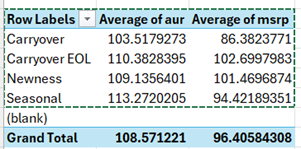 Row Labels Average of aur Average of msrp
Carryover 103.5179273 86.3823771
Carryover EOL 110.3828395 102.6997983
Newness 109.1356401 101.4696874
Seasonal 113.2720205 94.42189351
(blank)
Grand Total 108.571221 96.40584308